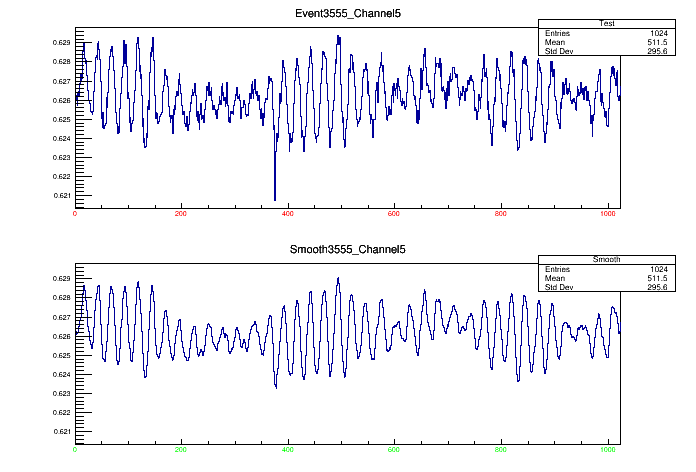 Event3555_Channel5
Test
Entries 1024
Mean 511.5
Std Dev 295.6
0.629
0.628
0.627
0.626
0.625
0.624
0.623
0.622
0.621
0 200 400 600 800 1000
Smooth3555_Channel5
Smooth
Entries 1024
Mean 511.5
Std Dev 295.6
0.629
0.628
0.627
0.626
0.625
0.624
0.623
0.622
0.621
0 200 400 600 800 1000